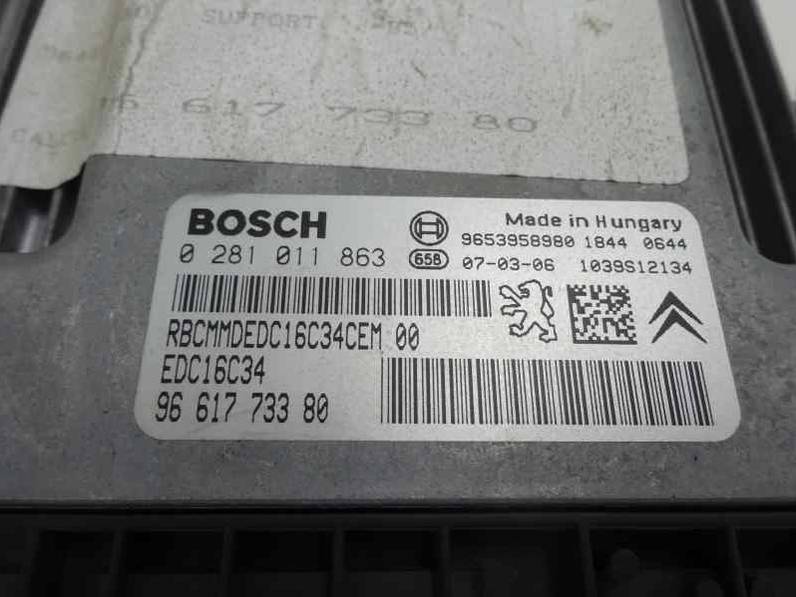 SUPPORT
617 733 80
BOSCH
Made in Hungary
9653958980 1844 0644
0 281 011 863
658 07-03-06 1039S12134
RBCMMDEDC16C34CEM 00
EDC16C34
96 617 733 80